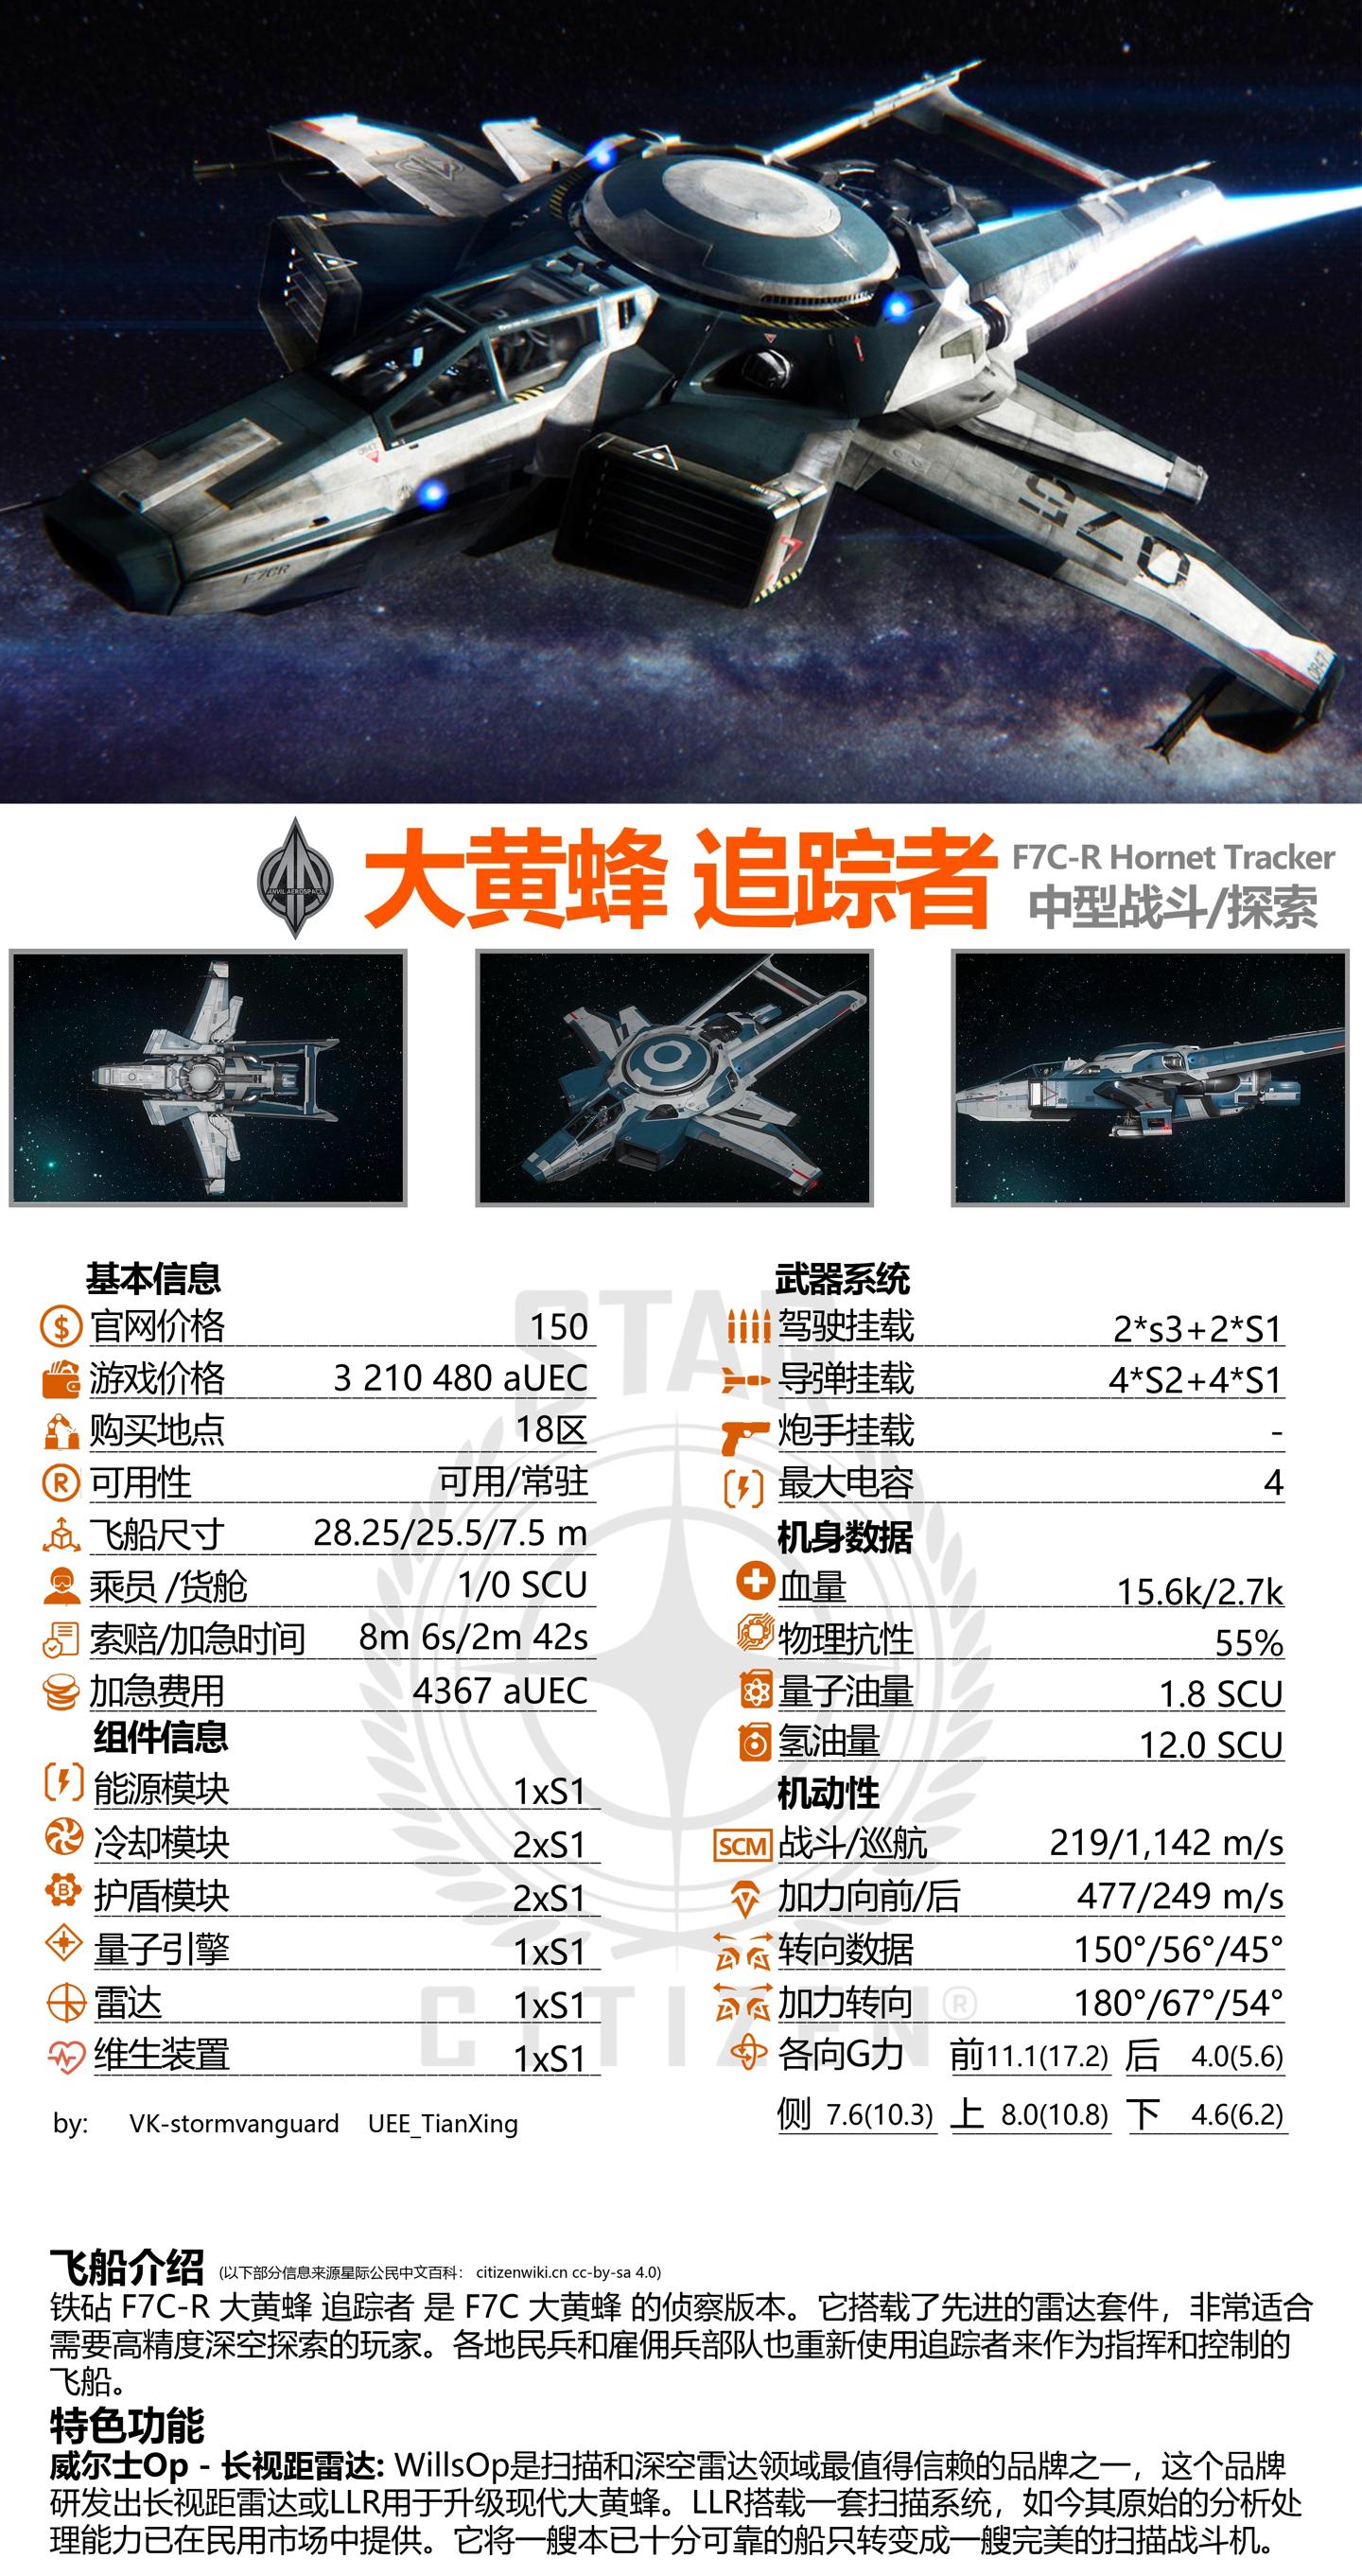 F7CR
0847
ANVIL AEROSPACE
大黄蜂 追踪者
F7C-R Hornet Tracker
中型战斗/探索
基本信息
官网价格 150
游戏价格 3 210 480 aUEC
购买地点 18区
可用性 可用/常驻
飞船尺寸 28.25/25.5/7.5 m
乘员 /货舱 1/0 SCU
索赔/加急时间 8m 6s/2m 42s
加急费用 4367 aUEC
组件信息
能源模块 1xS1
冷却模块 2xS1
护盾模块 2xS1
量子引擎 1xS1
雷达 1xS1
维生装置 1xS1
by: VK-stormvanguard UEE_TianXing
武器系统
驾驶挂载 2*s3+2*S1
导弹挂载 4*S2+4*S1
炮手挂载 -
最大电容 4
机身数据
血量 15.6k/2.7k
物理抗性 55%
量子油量 1.8 SCU
氢油量 12.0 SCU
机动性
SCM 战斗/巡航 219/1,142 m/s
加力向前/后 477/249 m/s
转向数据 150°/56°/45°
加力转向 180°/67°/54°
各向G力 前11.1(17.2) 后 4.0(5.6)
侧 7.6(10.3) 上 8.0(10.8) 下 4.6(6.2)
STAR
CITIZEN®
飞船介绍 (以下部分信息来源星际公民中文百科： citizenwiki.cn cc-by-sa 4.0)
铁砧 F7C-R 大黄蜂 追踪者 是 F7C 大黄蜂 的侦察版本。它搭载了先进的雷达套件，非常适合
需要高精度深空探索的玩家。各地民兵和雇佣兵部队也重新使用追踪者来作为指挥和控制的
飞船。
特色功能
威尔士Op - 长视距雷达: WillsOp是扫描和深空雷达领域最值得信赖的品牌之一，这个品牌
研发出长视距雷达或LLR用于升级现代大黄蜂。LLR搭载一套扫描系统，如今其原始的分析处
理能力已在民用市场中提供。它将一艘本已十分可靠的船只转变成一艘完美的扫描战斗机。